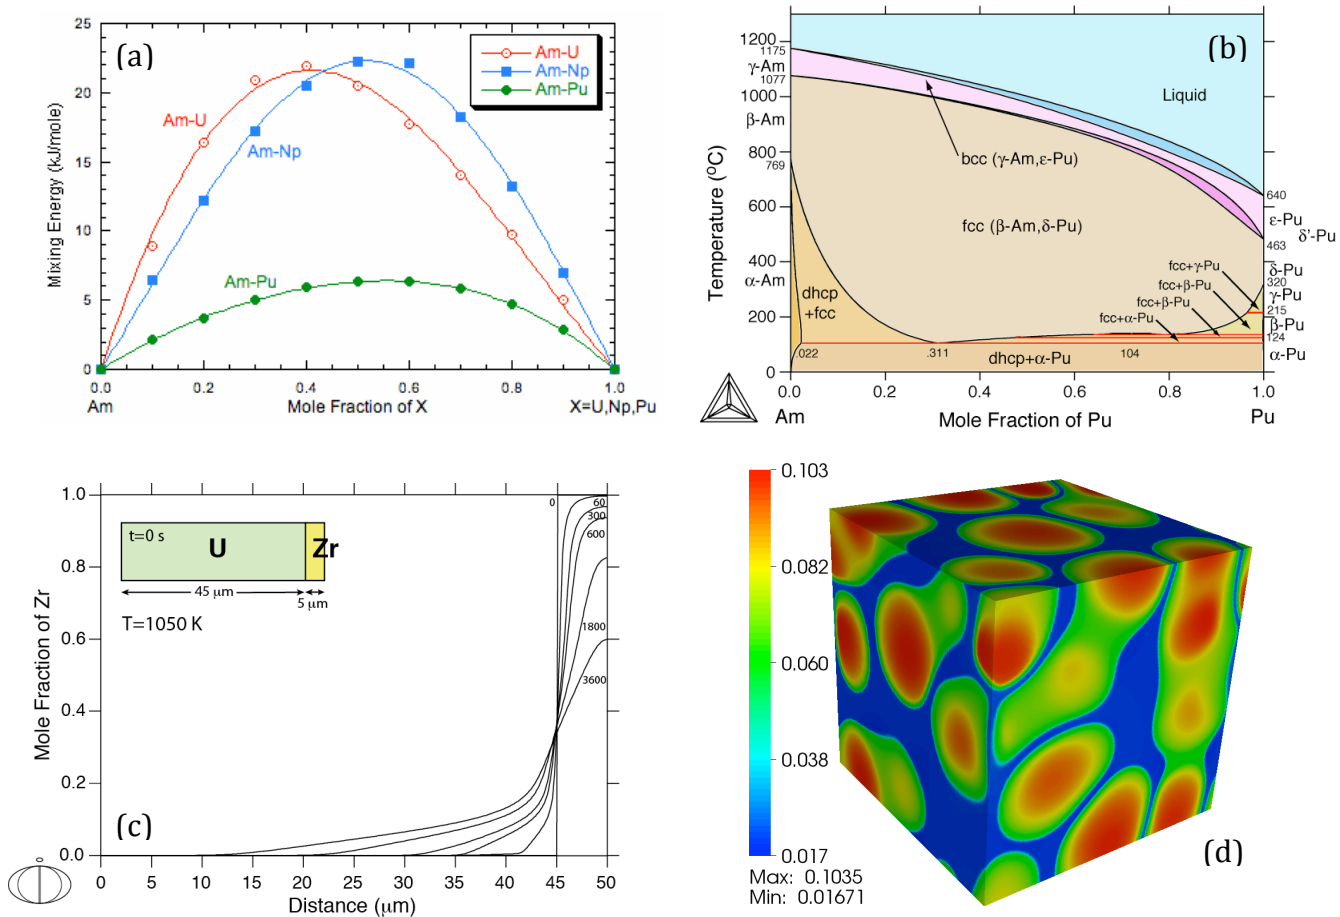 (a)
25
20
15
10
5
0
Mixing Energy (kJ/mole)
Am-U
Am-Np
Am-Pu
Am-U
Am-Np
Am-Pu
0.0 0.2 0.4 0.6 0.8 1.0
Am Mole Fraction of X X=U,Np,Pu
(b)
1200
1175
γ-Am
1077
1000
β-Am
800
769
600
400
α-Am
200
0
Temperature (°C)
Liquid
bcc (γ-Am,ε-Pu)
fcc (β-Am,δ-Pu)
640
ε-Pu
δ'-Pu
463
δ-Pu
320
γ-Pu
215
β-Pu
124
α-Pu
fcc+γ-Pu
fcc+β-Pu
fcc+β-Pu
fcc+α-Pu
dhcp
+fcc
.022 .311 104
dhcp+α-Pu
0 0.2 0.4 0.6 0.8 1.0
Am Mole Fraction of Pu Pu
1.0
0.8
0.6
0.4
0.2
0.0
Mole Fraction of Zr
t=0 s
U Zr
45 μm
5 μm
T=1050 K
0 60
300
600
1800
3600
(c)
0
0 5 10 15 20 25 30 35 40 45 50
Distance (μm)
0.103
0.082
0.060
0.038
0.017
Max: 0.1035
Min: 0.01671
(d)